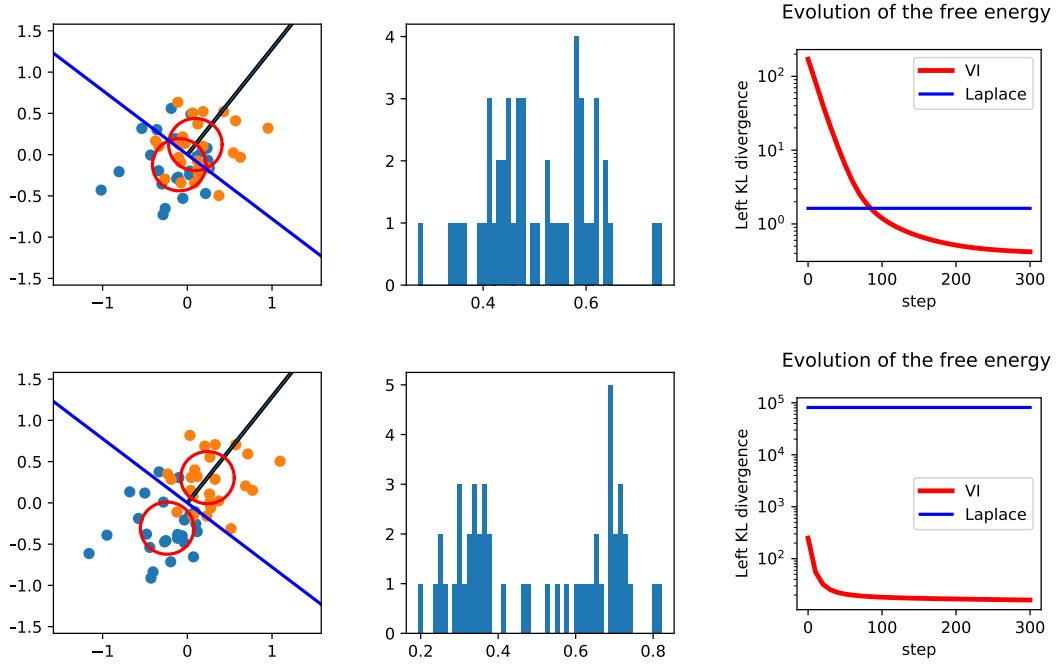 Evolution of the free energy
1.5
1.0
0.5
0.0
−0.5
−1.0
−1.5
−1 0 1
4
3
2
1
0
0.4 0.6
Left KL divergence
10²
10¹
10⁰
VI
Laplace
0 100 200 300
step
Evolution of the free energy
1.5
1.0
0.5
0.0
−0.5
−1.0
−1.5
−1 0 1
5
4
3
2
1
0
0.2 0.4 0.6 0.8
Left KL divergence
10⁵
10⁴
10³
10²
VI
Laplace
0 100 200 300
step